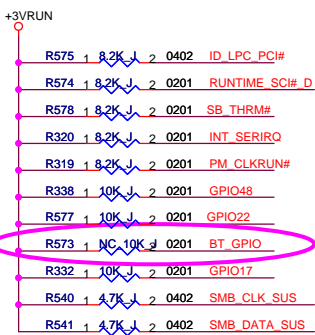 +3VRUN
R575 1 8.2K_J 2 0402 ID_LPC_PCI#
R574 1 8.2K_J 2 0201 RUNTIME_SCI#_D
R578 1 8.2K_J 2 0201 SB_THRM#
R320 1 8.2K_J 2 0201 INT_SERIRQ
R319 1 8.2K_J 2 0201 PM_CLKRUN#
R338 1 10K_J 2 0201 GPIO48
R577 1 10K_J 2 0201 GPIO22
R573 1 NC_10K_J 2 0201 BT_GPIO
R332 1 10K_J 2 0201 GPIO17
R540 1 4.7K_J 2 0402 SMB_CLK_SUS
R541 1 4.7K_J 2 0402 SMB_DATA_SUS